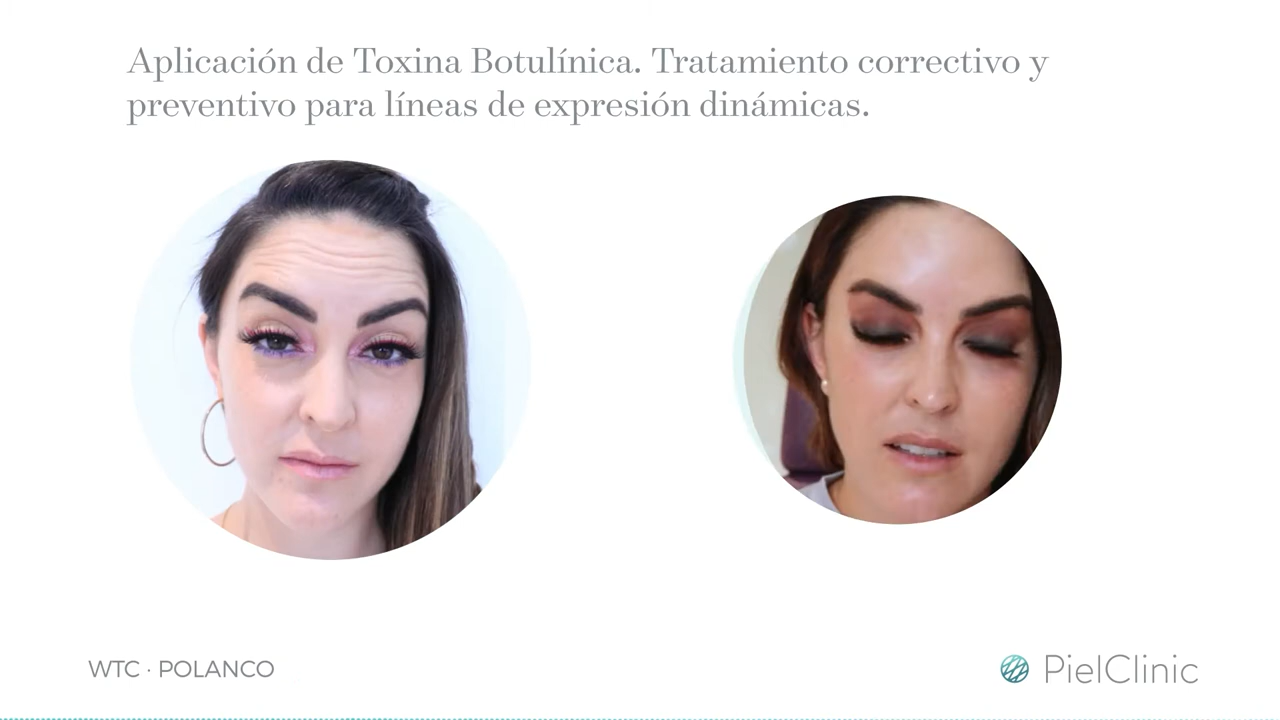 Aplicación de Toxina Botulínica. Tratamiento correctivo y
preventivo para líneas de expresión dinámicas.
WTC · POLANCO
PielClinic